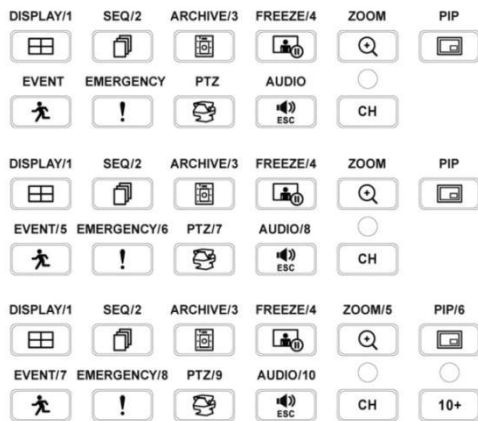 DISPLAY/1 SEQ/2 ARCHIVE/3 FREEZE/4 ZOOM PIP
EVENT EMERGENCY PTZ AUDIO
ESC CH
DISPLAY/1 SEQ/2 ARCHIVE/3 FREEZE/4 ZOOM PIP
EVENT/5 EMERGENCY/6 PTZ/7 AUDIO/8
ESC CH
DISPLAY/1 SEQ/2 ARCHIVE/3 FREEZE/4 ZOOM/5 PIP/6
EVENT/7 EMERGENCY/8 PTZ/9 AUDIO/10
ESC CH 10+